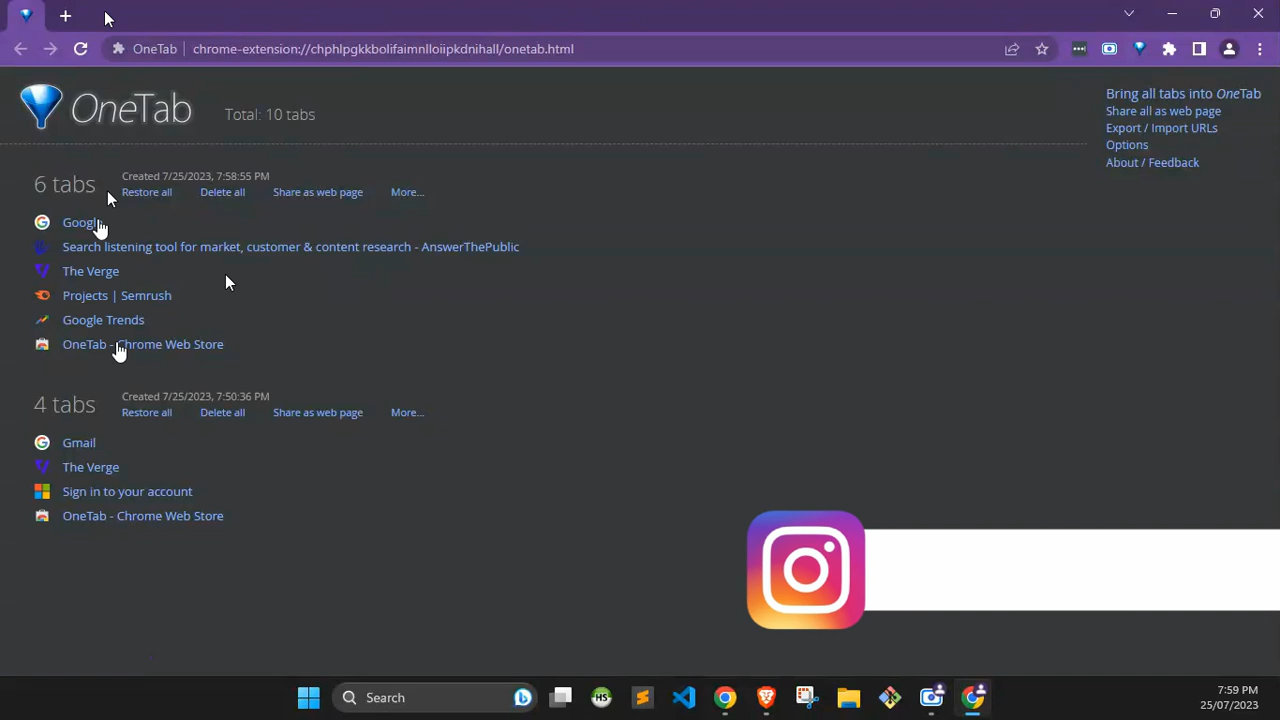 OneTab
chrome-extension://chphlpgkkbolifaimnlloiipkdnihall/onetab.html
OneTab
Total: 10 tabs
Bring all tabs into OneTab
Share all as web page
Export / Import URLs
Options
About / Feedback
6 tabs
Created 7/25/2023, 7:58:55 PM
Restore all
Delete all
Share as web page
More...
Google
Search listening tool for market, customer & content research - AnswerThePublic
The Verge
Projects | Semrush
Google Trends
OneTab - Chrome Web Store
4 tabs
Created 7/25/2023, 7:50:36 PM
Restore all
Delete all
Share as web page
More...
Gmail
The Verge
Sign in to your account
OneTab - Chrome Web Store
Search
HS
7:59 PM
25/07/2023